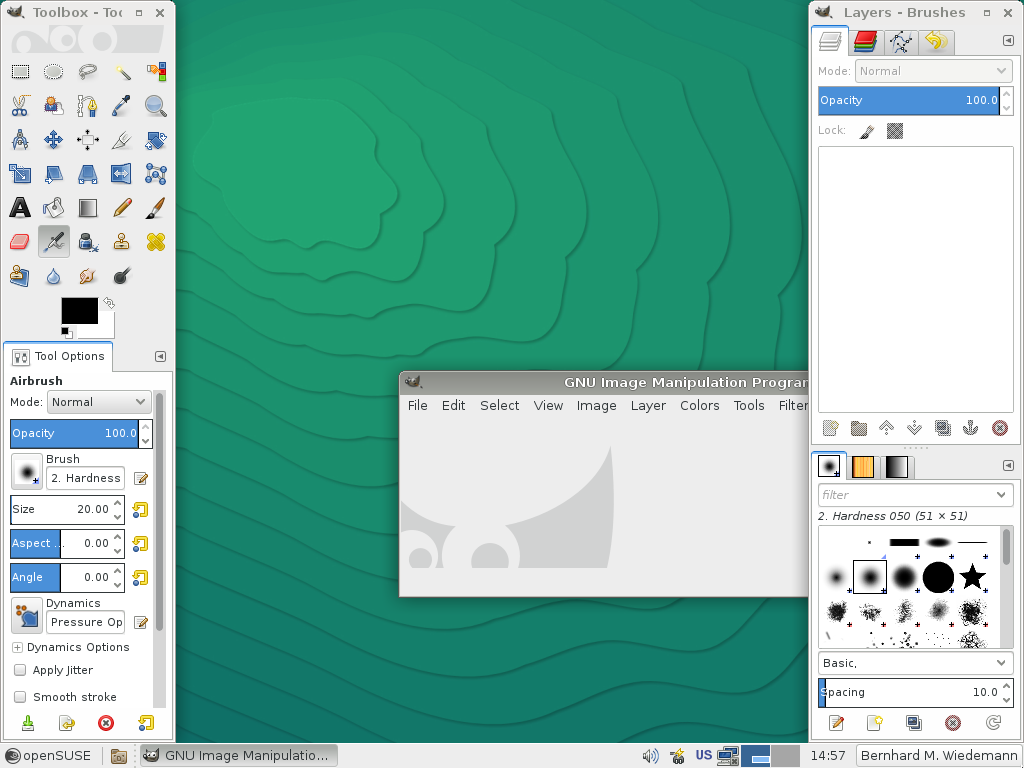 Toolbox - Too
Tool Options
Airbrush
Mode: Normal
Opacity 100.0
Brush
2. Hardness
Size 20.00
Aspect ... 0.00
Angle 0.00
Dynamics
Pressure Op
Dynamics Options
Apply Jitter
Smooth stroke
GNU Image Manipulation Program
File Edit Select View Image Layer Colors Tools Filter
Layers - Brushes
Mode: Normal
Opacity 100.0
Lock:
filter
2. Hardness 050 (51 × 51)
Basic,
Spacing 10.0
openSUSE
GNU Image Manipulatio...
US
14:57
Bernhard M. Wiedemann